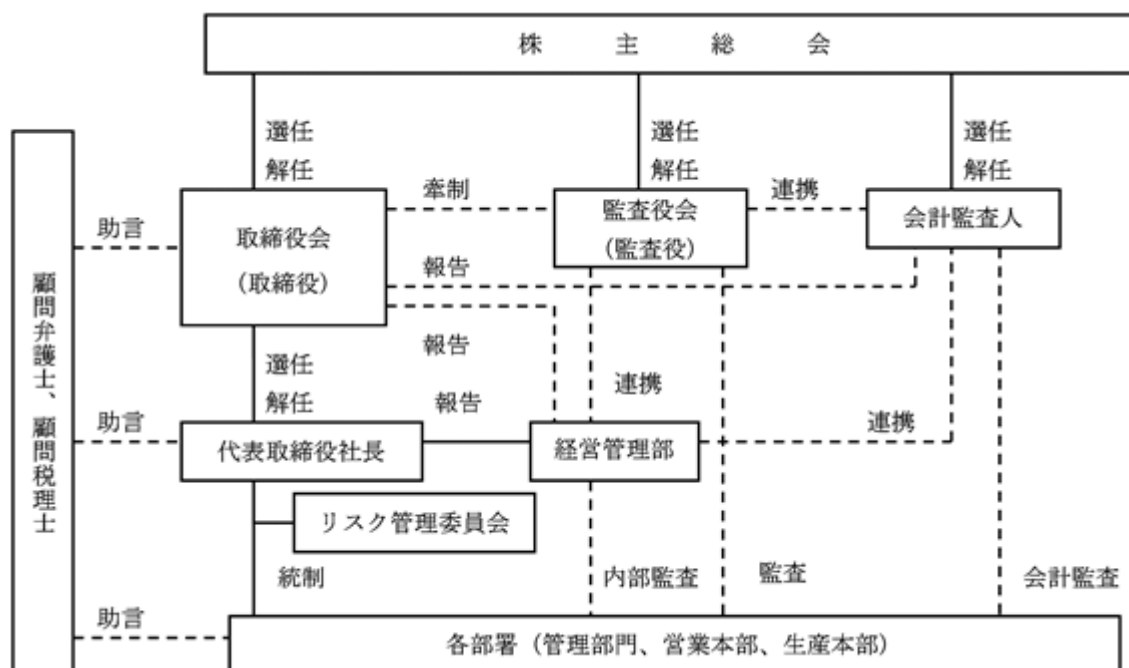 株主総会
選任
解任
選任
解任
選任
解任
顧問弁護士、顧問税理士
助言
取締役会
(取締役)
牽制
監査役会
(監査役)
連携
会計監査人
報告
報告
選任
解任
連携
助言
代表取締役社長
報告
経営管理部
連携
リスク管理委員会
統制
内部監査
監査
会計監査
助言
各部署(管理部門、営業本部、生産本部)